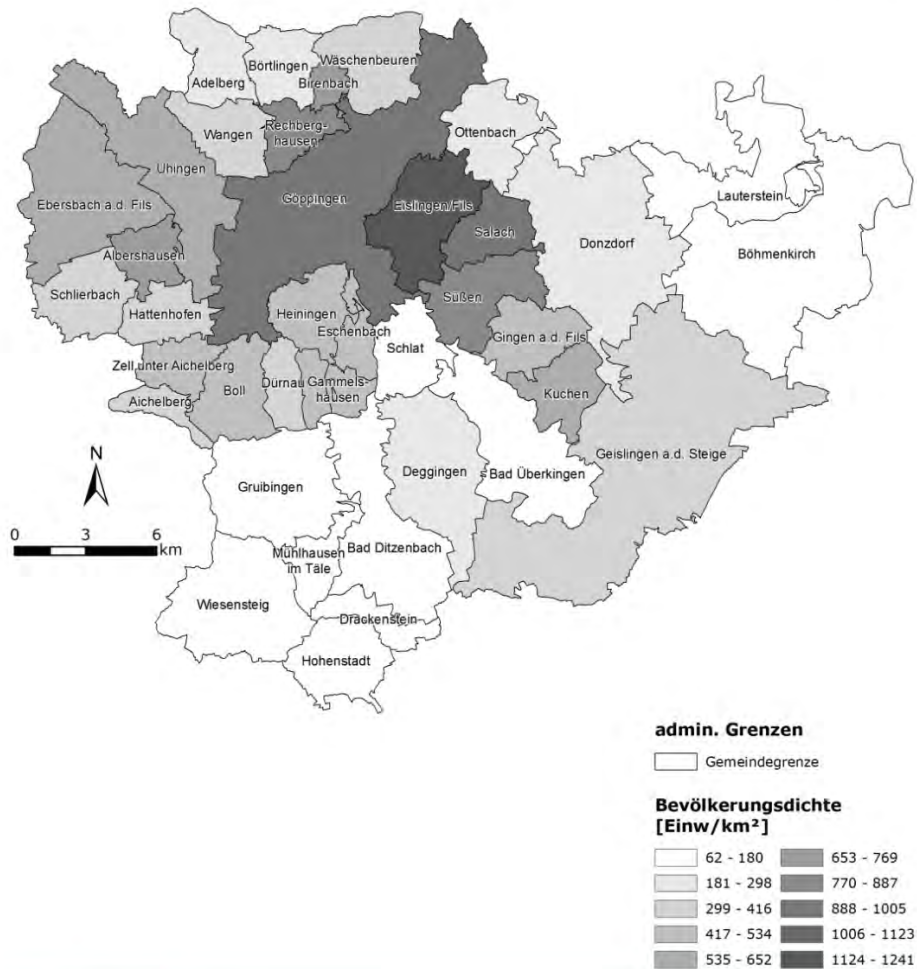 Adelberg
Börtlingen
Wäschenbeuren
Birenbach
Wangen
Rechberg-
hausen
Ottenbach
Uhingen
Ebersbach a.d. Fils
Göppingen
Eislingen/Fils
Salach
Lauterstein
Donzdorf
Böhmenkirch
Albershausen
Schlierbach
Hattenhofen
Heiningen
Süßen
Eschenbach
Schlat
Gingen a.d. Fils
Zell unter Aichelberg
Boll
Dürnau
Gammels-
hausen
Kuchen
Aichelberg
Geislingen a.d. Steige
Deggingen
Bad Überkingen
N
Gruibingen
0 3 6
km
Mühlhausen
im Täle
Bad Ditzenbach
Wiesensteig
Drackenstein
Hohenstadt
admin. Grenzen
Gemeindegrenze
Bevölkerungsdichte
[Einw/km²]
62 - 180 653 - 769
181 - 298 770 - 887
299 - 416 888 - 1005
417 - 534 1006 - 1123
535 - 652 1124 - 1241